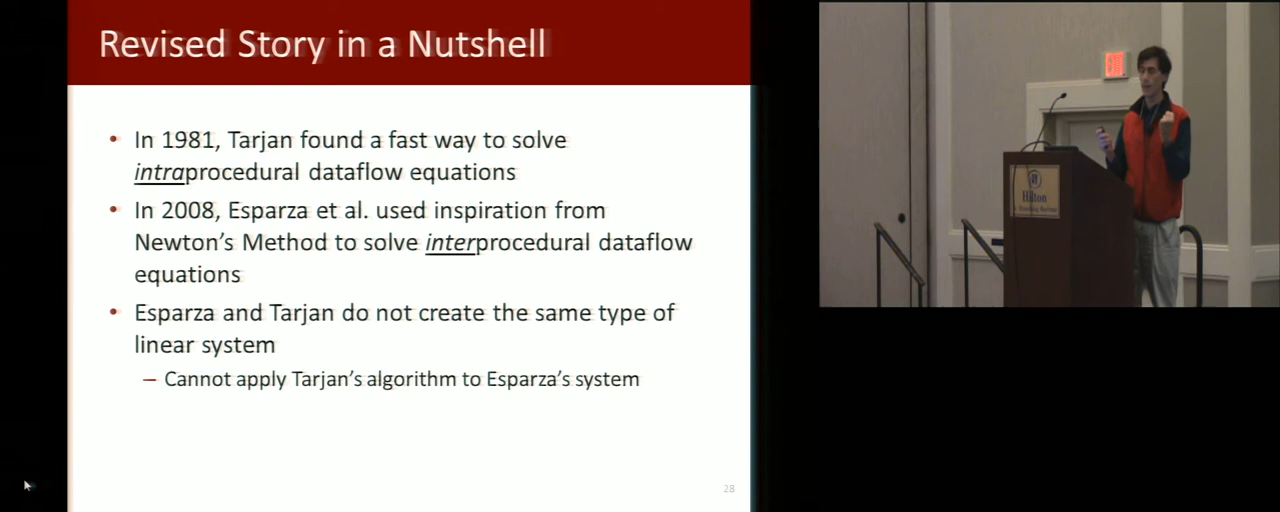 Revised Story in a Nutshell
• In 1981, Tarjan found a fast way to solve
intraprocedural dataflow equations
• In 2008, Esparza et al. used inspiration from
Newton's Method to solve interprocedural dataflow
equations
• Esparza and Tarjan do not create the same type of
linear system
– Cannot apply Tarjan's algorithm to Esparza's system
28
Hilton